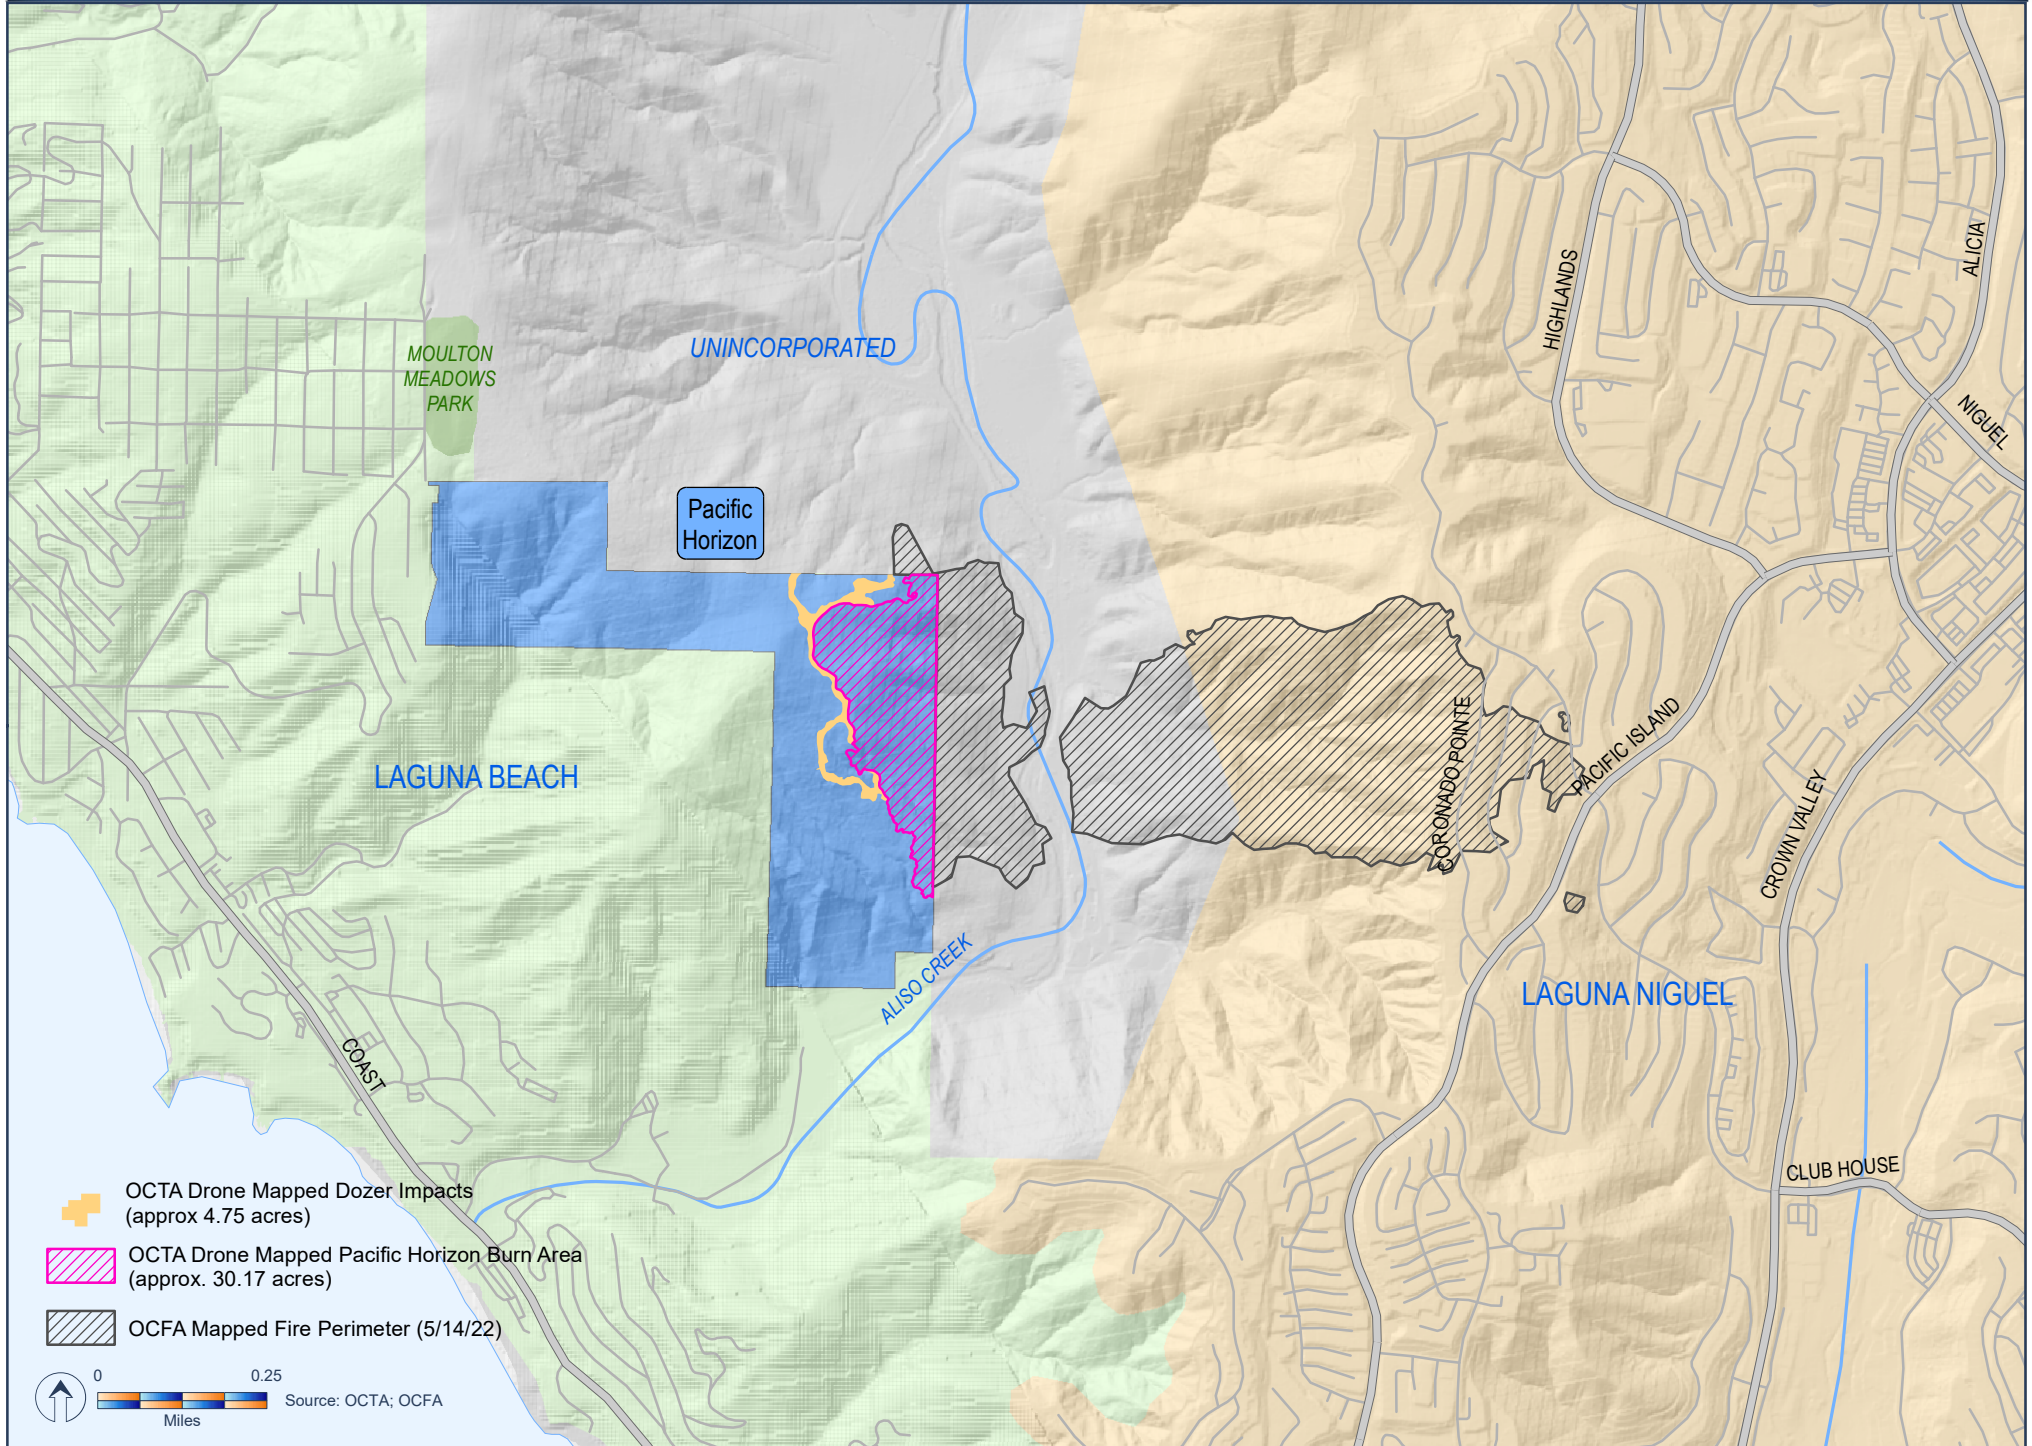 HIGHLANDS
ALICIA
UNINCORPORATED
MOULTON
MEADOWS
PARK
NIGUEL
Pacific
Horizon
CORONADO POINTE
PACIFIC ISLAND
LAGUNA BEACH
CROWN VALLEY
ALISO CREEK
LAGUNA NIGUEL
COAST
CLUB HOUSE
OCTA Drone Mapped Dozer Impacts
(approx 4.75 acres)
OCTA Drone Mapped Pacific Horizon Burn Area
(approx. 30.17 acres)
OCFA Mapped Fire Perimeter (5/14/22)
0 0.25
Miles
Source: OCTA; OCFA